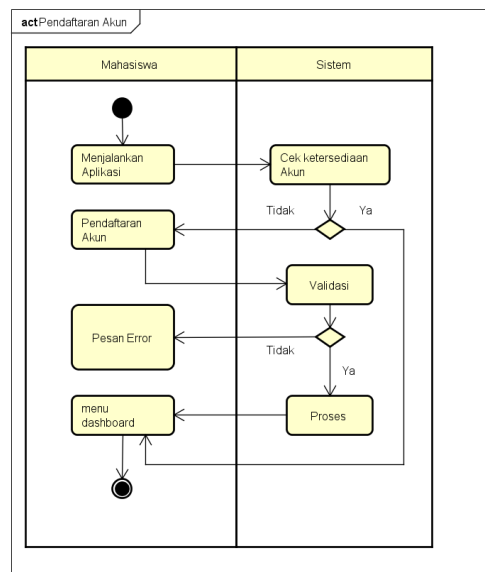 act Pendaftaran Akun
Mahasiswa
Sistem
Menjalankan
Aplikasi
Cek ketersediaan
Akun
Tidak
Ya
Pendaftaran
Akun
Validasi
Pesan Error
Tidak
Ya
menu
dashboard
Proses